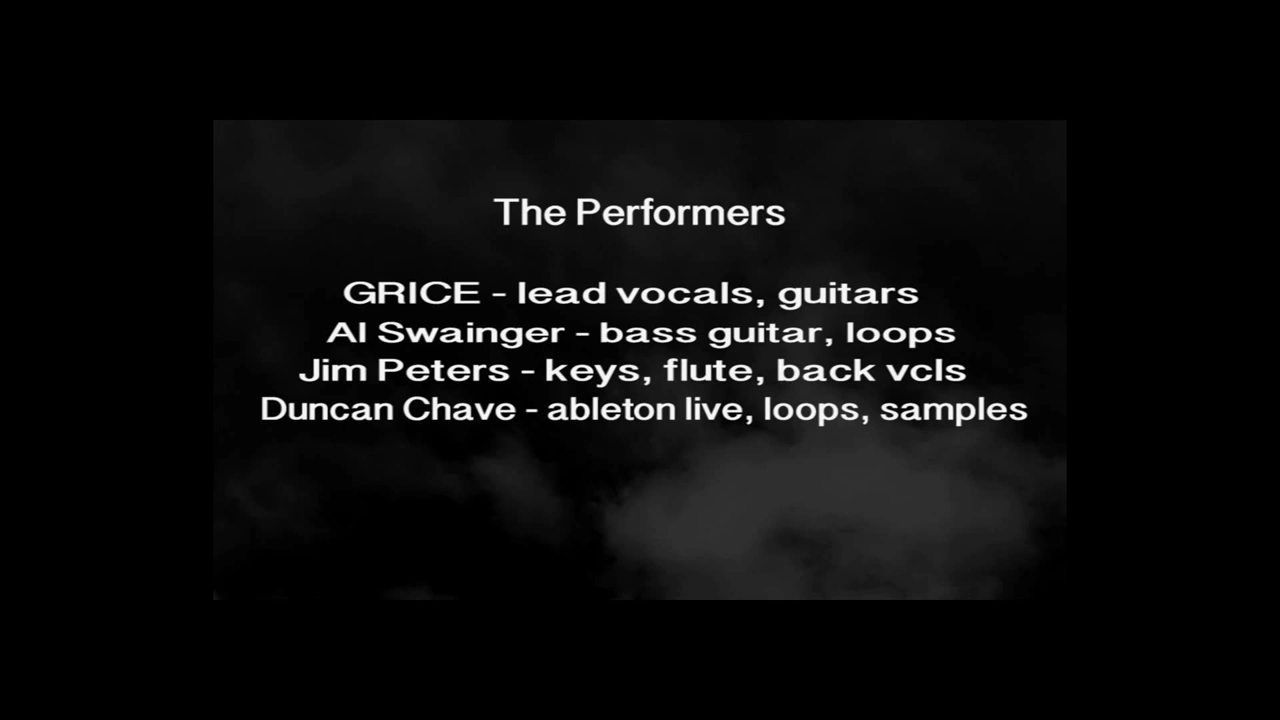 The Performers
GRICE - lead vocals, guitars
Al Swainger - bass guitar, loops
Jim Peters - keys, flute, back vcls
Duncan Chave - ableton live, loops, samples